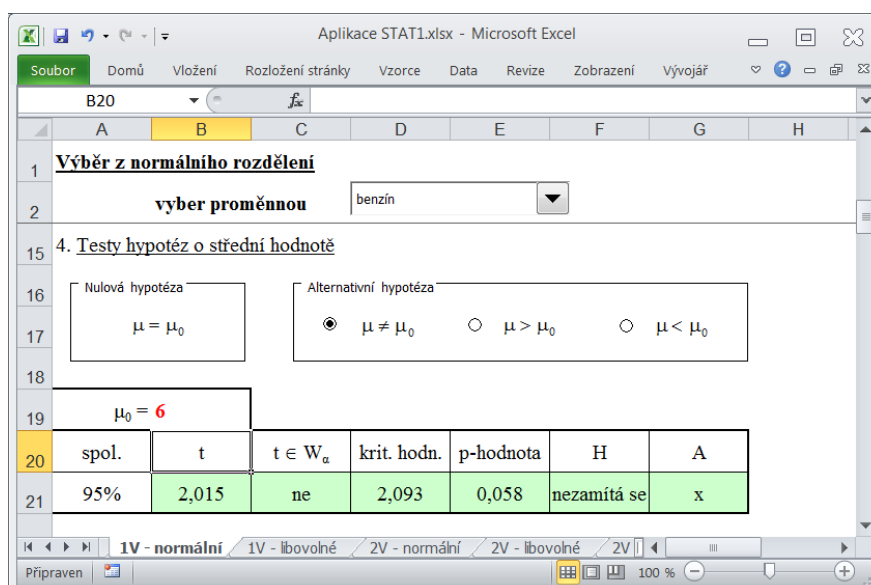 Aplikace STAT1.xlsx - Microsoft Excel
Soubor Domů Vložení Rozložení stránky Vzorce Data Revize Zobrazení Vývojář
B20 fx
A B C D E F G H
1 Výběr z normálního rozdělení
2 vyber proměnnou benzín
15 4. Testy hypotéz o střední hodnotě
16 Nulová hypotéza Alternativní hypotéza
17 μ = μ₀ μ ≠ μ₀ μ > μ₀ μ < μ₀
18
19 μ₀ = 6
20 spol. t t ∈ Wα krit. hodn. p-hodnota H A
21 95% 2,015 ne 2,093 0,058 nezamítá se x
1V - normální 1V - libovolné 2V - normální 2V - libovolné 2V
Připraven 100 %